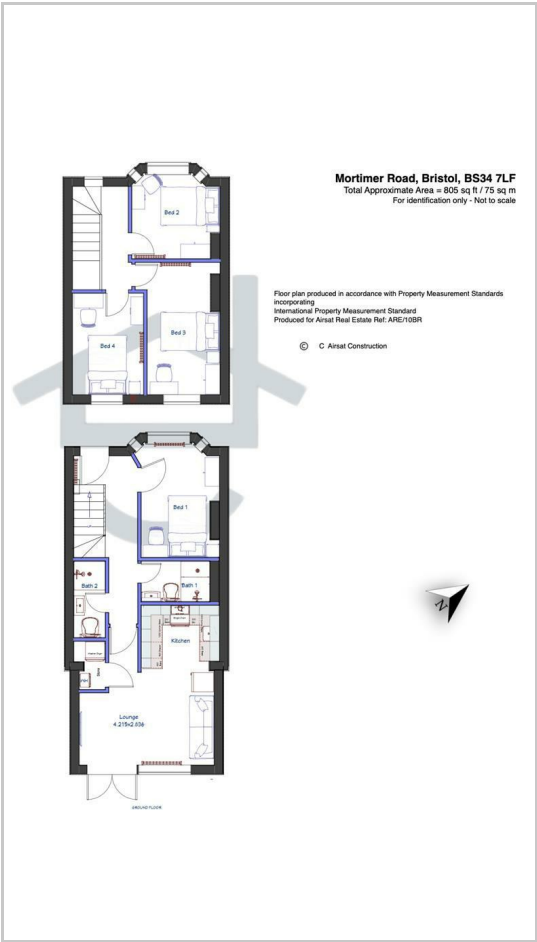 Mortimer Road, Bristol, BS34 7LF
Total Approximate Area = 805 sq ft / 75 sq m
For identification only - Not to scale
Bed 2
Floor plan produced in accordance with Property Measurement Standards
incorporating
International Property Measurement Standard
Produced for Airsat Real Estate Ref: ARE/10BR
© C Airsat Construction
Bed 3
Bed 4
Bed 1
Bath 2
Bath 1
N
Kitchen
Store
Lounge
4.215x2.636
GROUND FLOOR